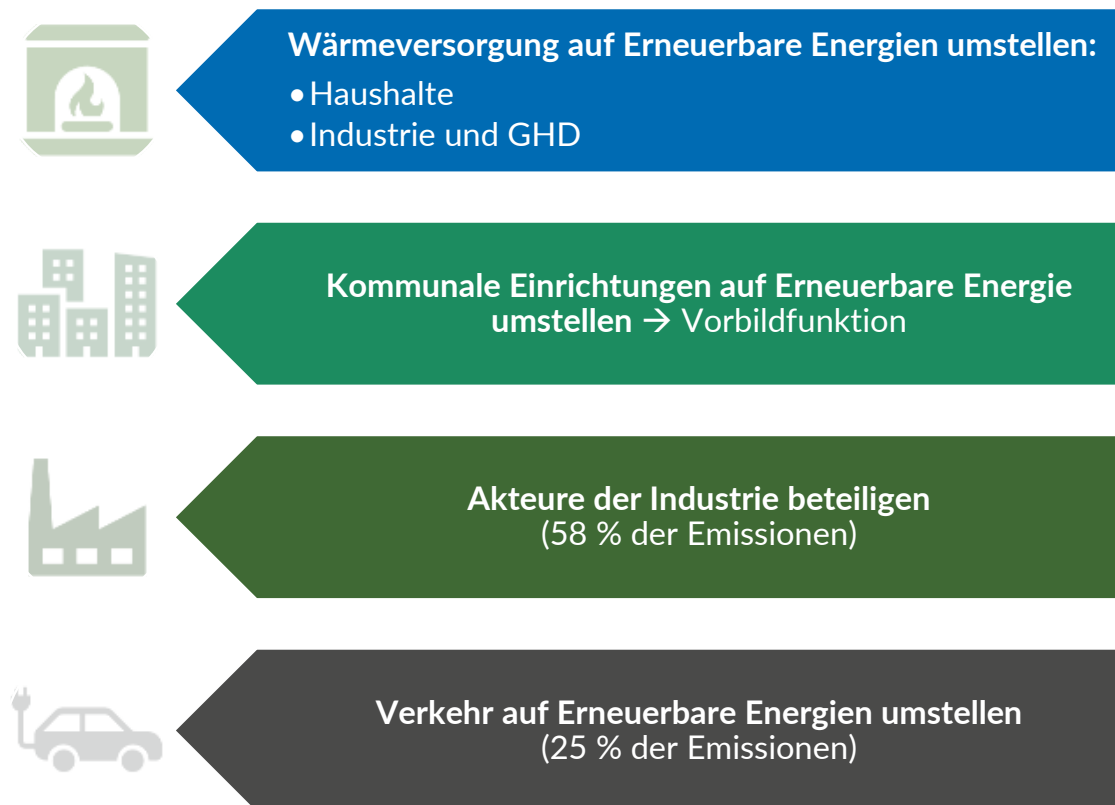 Wärmeversorgung auf Erneuerbare Energien umstellen:
• Haushalte
• Industrie und GHD
Kommunale Einrichtungen auf Erneuerbare Energie
umstellen → Vorbildfunktion
Akteure der Industrie beteiligen
(58 % der Emissionen)
Verkehr auf Erneuerbare Energien umstellen
(25 % der Emissionen)